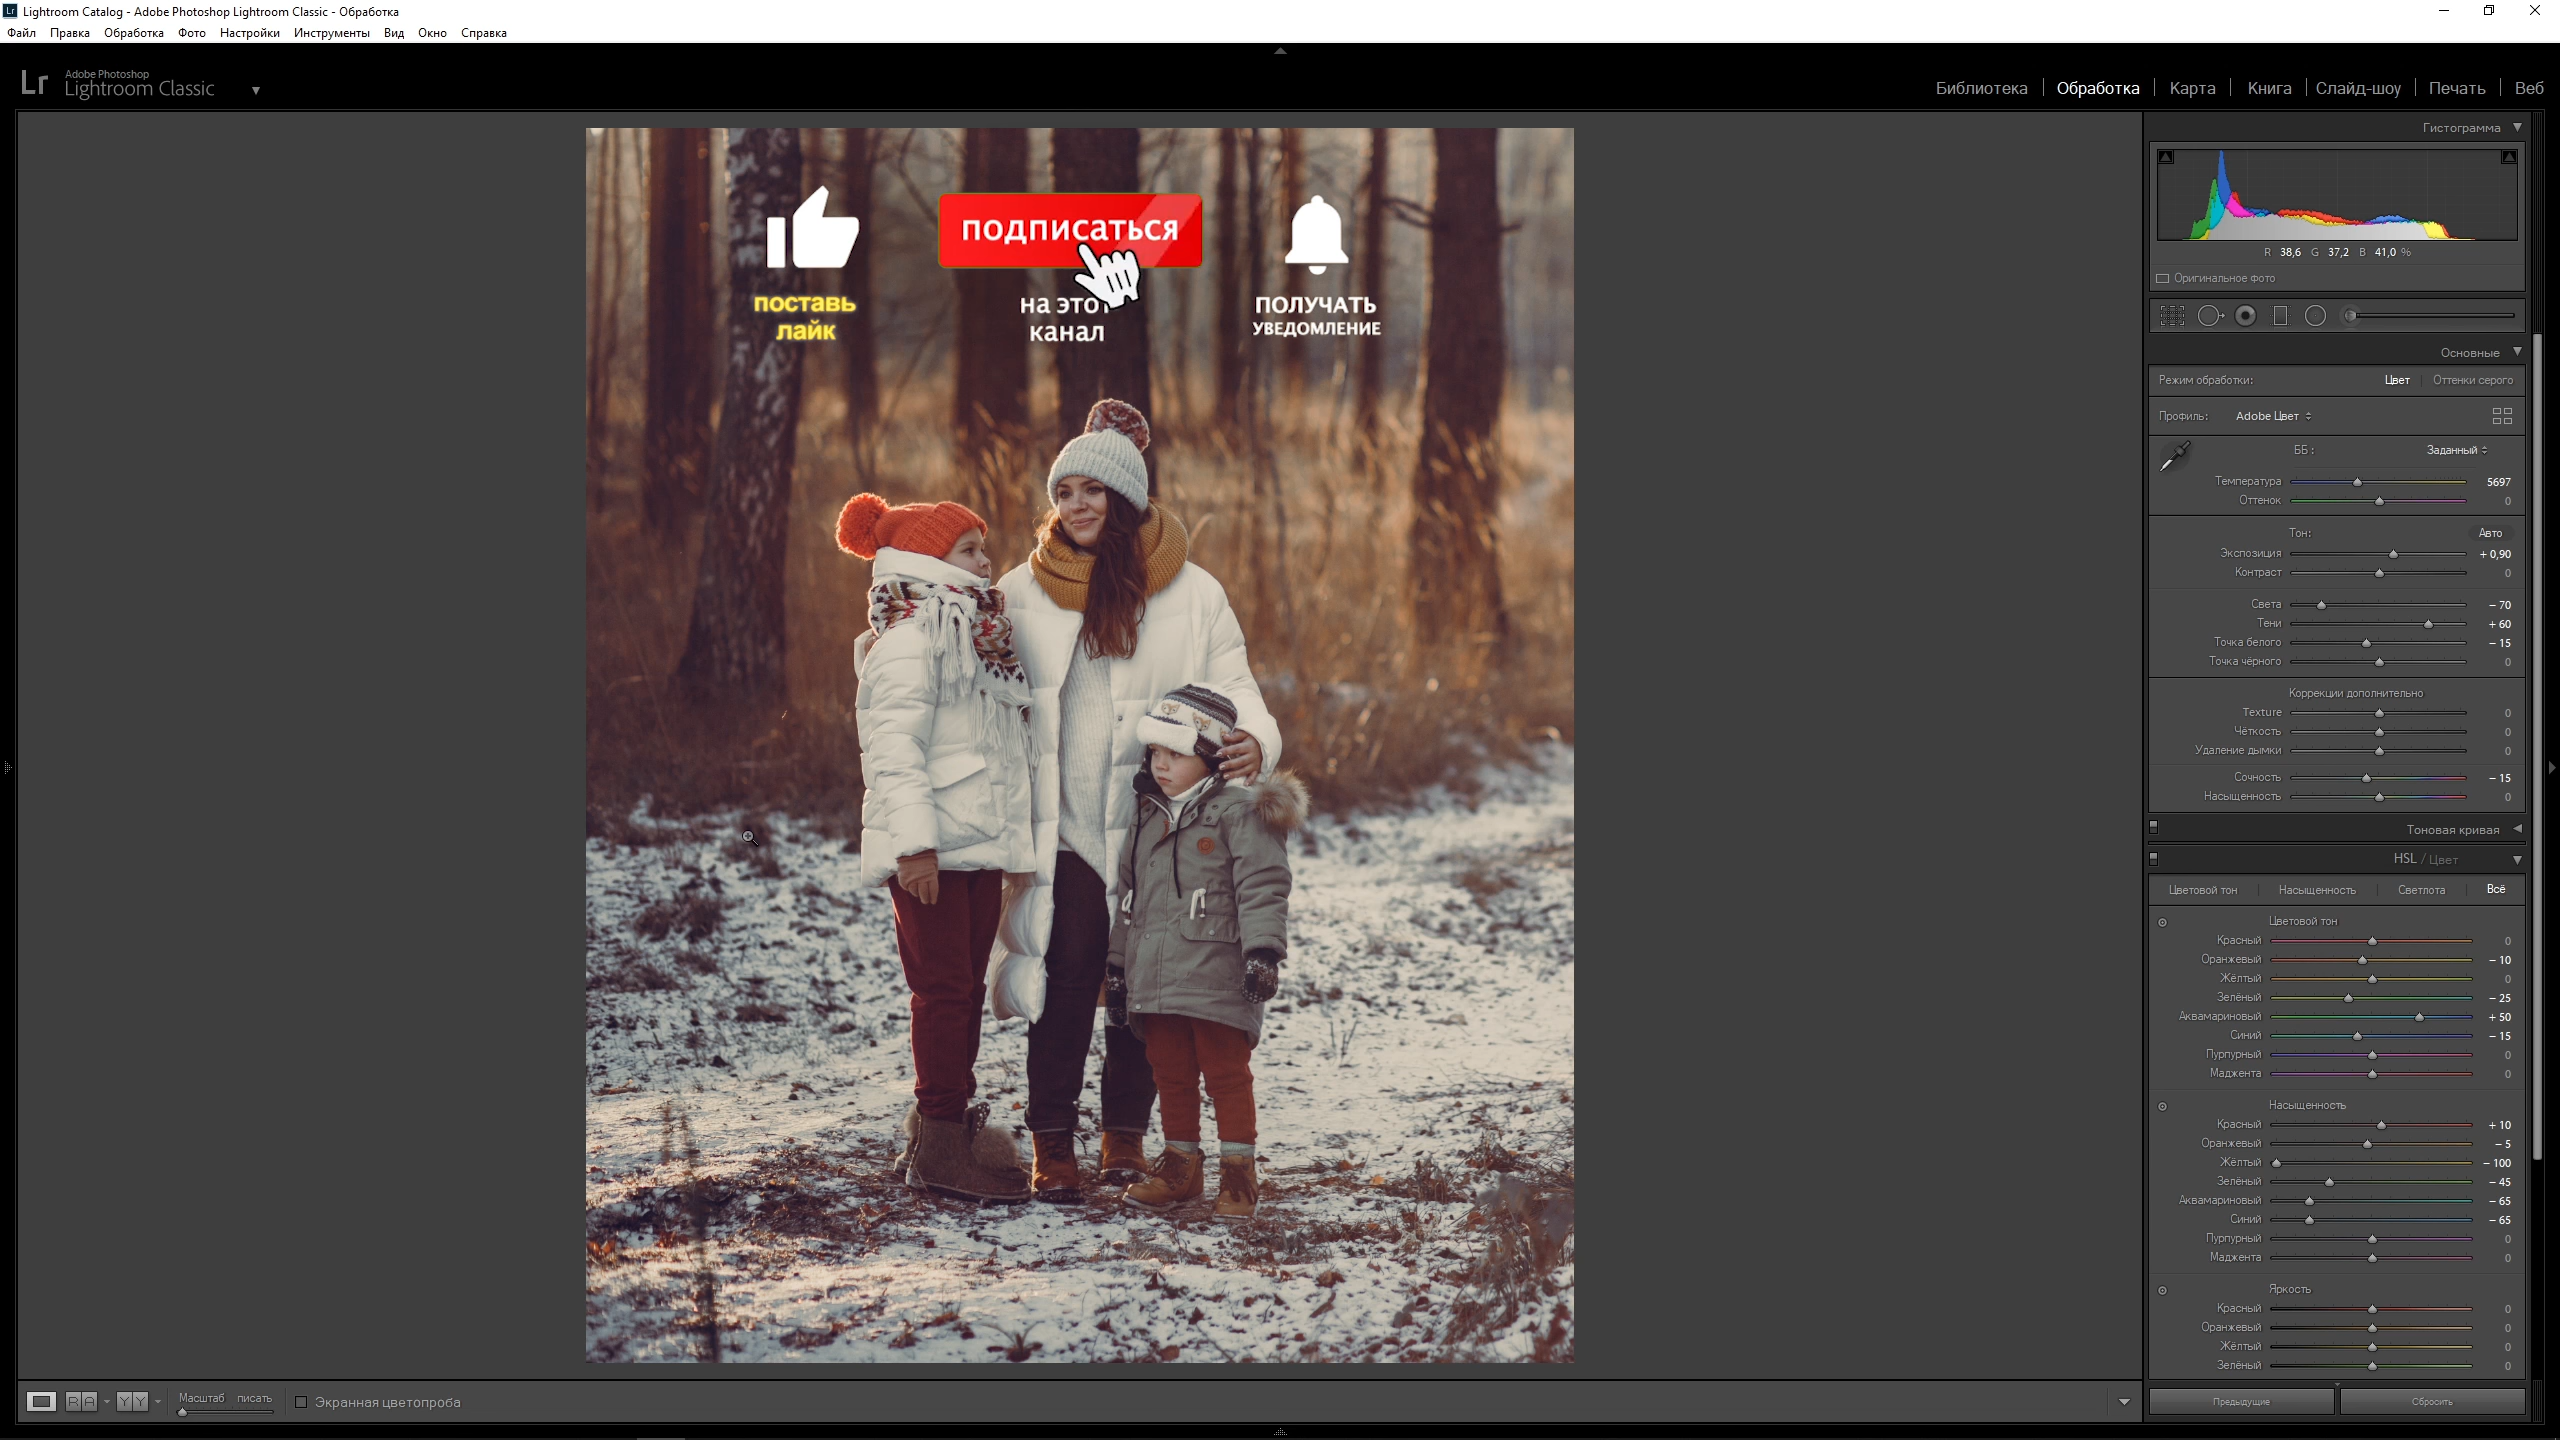 Lr Lightroom Catalog - Adobe Photoshop Lightroom Classic - Обработка
Файл Правка Обработка Фото Настройки Инструменты Вид Окно Справка
Lr Adobe Photoshop
Lightroom Classic
Библиотека Обработка Карта Книга Слайд-шоу Печать Веб
поставь
лайк
ПОДПИСАТЬСЯ
на этот
канал
ПОЛУЧАТЬ
УВЕДОМЛЕНИЕ
Гистограмма
R 38,6 G 37,2 B 41,0 %
Оригинальное фото
Основные
Режим обработки: Цвет Оттенки серого
Профиль: Adobe Цвет
ББ : Заданный
Температура 5697
Оттенок 0
Тон: Авто
Экспозиция + 0,90
Контраст 0
Света − 70
Тени + 60
Точка белого − 15
Точка чёрного 0
Коррекции дополнительно
Texture 0
Чёткость 0
Удаление дымки 0
Сочность − 15
Насыщенность 0
Тоновая кривая
HSL / Цвет
Цветовой тон Насыщенность Светлота Всё
Цветовой тон
Красный 0
Оранжевый − 10
Жёлтый 0
Зелёный − 25
Аквамариновый + 50
Синий − 15
Пурпурный 0
Маджента 0
Насыщенность
Красный + 10
Оранжевый − 5
Жёлтый − 100
Зелёный − 45
Аквамариновый − 65
Синий − 65
Пурпурный 0
Маджента 0
Яркость
Красный 0
Оранжевый 0
Жёлтый 0
Зелёный 0
RA YY Масштаб писать Экранная цветопроба
Предыдущие Сбросить